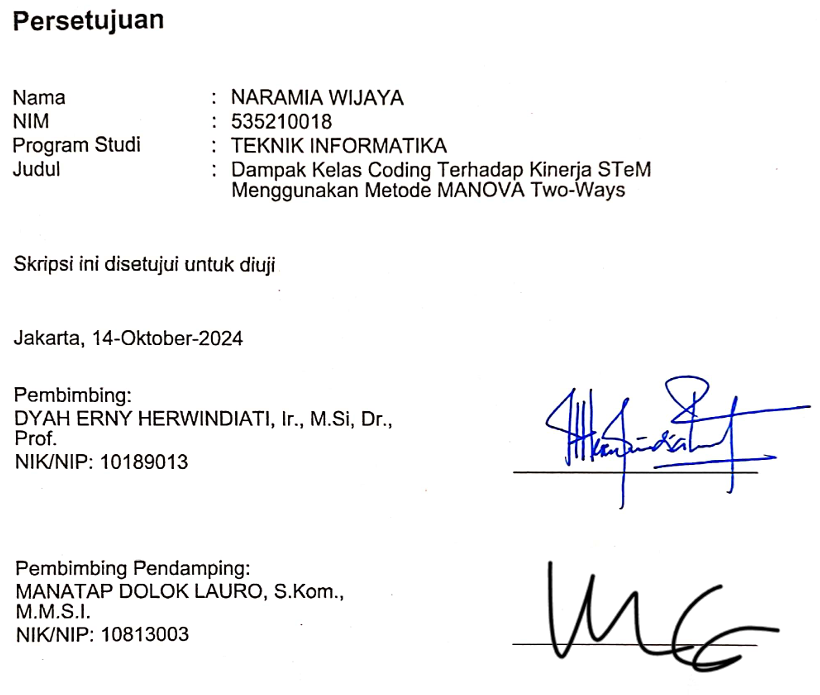 Persetujuan
Nama : NARAMIA WIJAYA
NIM : 535210018
Program Studi : TEKNIK INFORMATIKA
Judul : Dampak Kelas Coding Terhadap Kinerja STeM
Menggunakan Metode MANOVA Two-Ways
Skripsi ini disetujui untuk diuji
Jakarta, 14-Oktober-2024
Pembimbing:
DYAH ERNY HERWINDIATI, Ir., M.Si, Dr.,
Prof.
NIK/NIP: 10189013
Pembimbing Pendamping:
MANATAP DOLOK LAURO, S.Kom.,
M.M.S.I.
NIK/NIP: 10813003